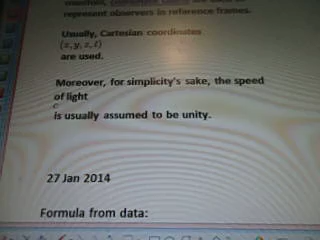 manifold,
represent observers in reference frames.
Usually, Cartesian coordinates
(x, y, z, t)
are used.
Moreover, for simplicity's sake, the speed
of light
c
is usually assumed to be unity.
27 Jan 2014
Formula from data: